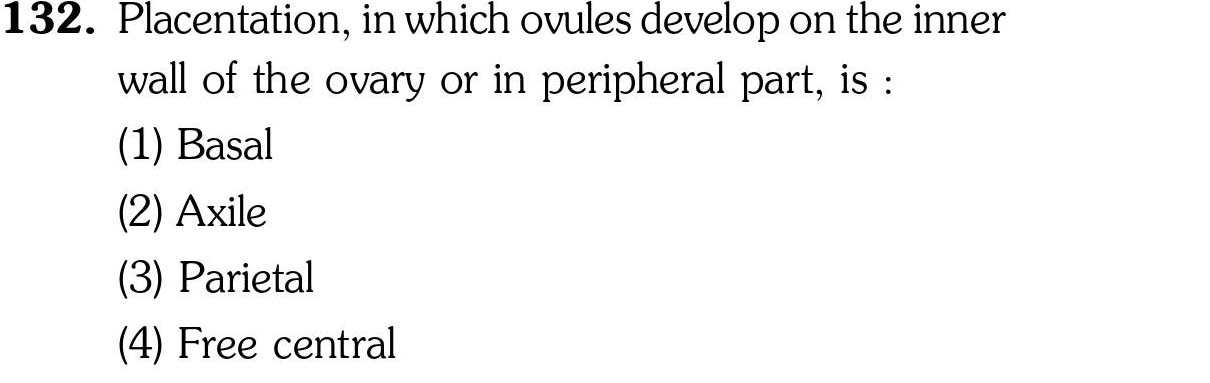 132. Placentation, in which ovules develop on the inner
wall of the ovary or in peripheral part, is :
(1) Basal
(2) Axile
(3) Parietal
(4) Free central